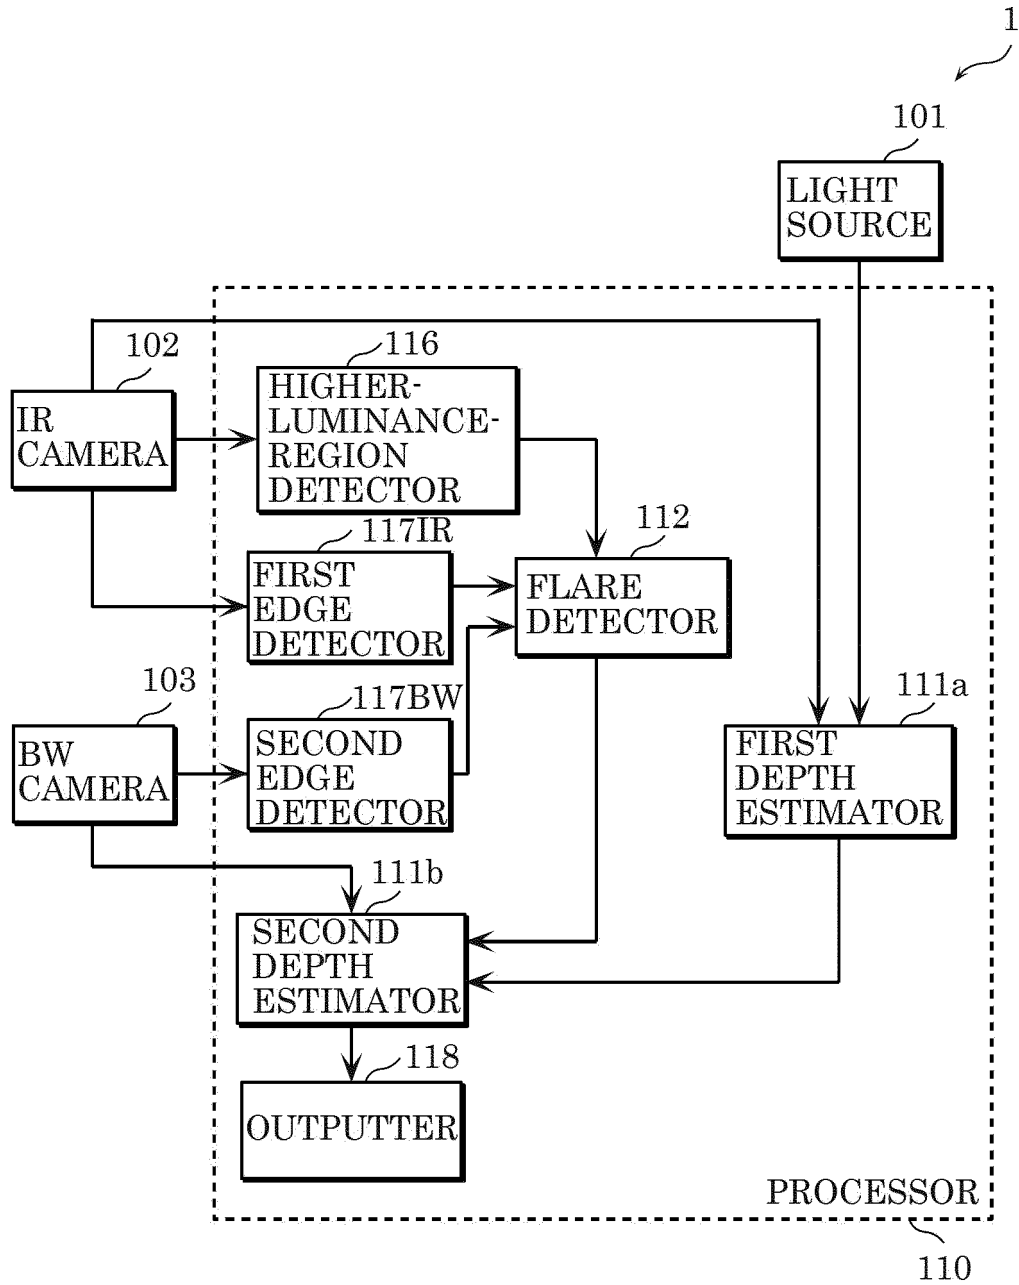 1
101
LIGHT
SOURCE
102
IR
CAMERA
116
HIGHER-
LUMINANCE-
REGION
DETECTOR
117IR
FIRST
EDGE
DETECTOR
112
FLARE
DETECTOR
103
BW
CAMERA
117BW
SECOND
EDGE
DETECTOR
111a
FIRST
DEPTH
ESTIMATOR
111b
SECOND
DEPTH
ESTIMATOR
118
OUTPUTTER
PROCESSOR
110